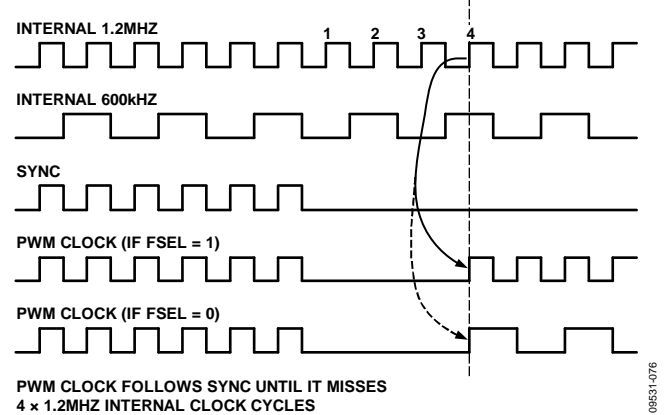 INTERNAL 1.2MHZ
1 2 3 4
INTERNAL 600kHZ
SYNC
PWM CLOCK (IF FSEL = 1)
PWM CLOCK (IF FSEL = 0)
PWM CLOCK FOLLOWS SYNC UNTIL IT MISSES
4 × 1.2MHZ INTERNAL CLOCK CYCLES
09531-076